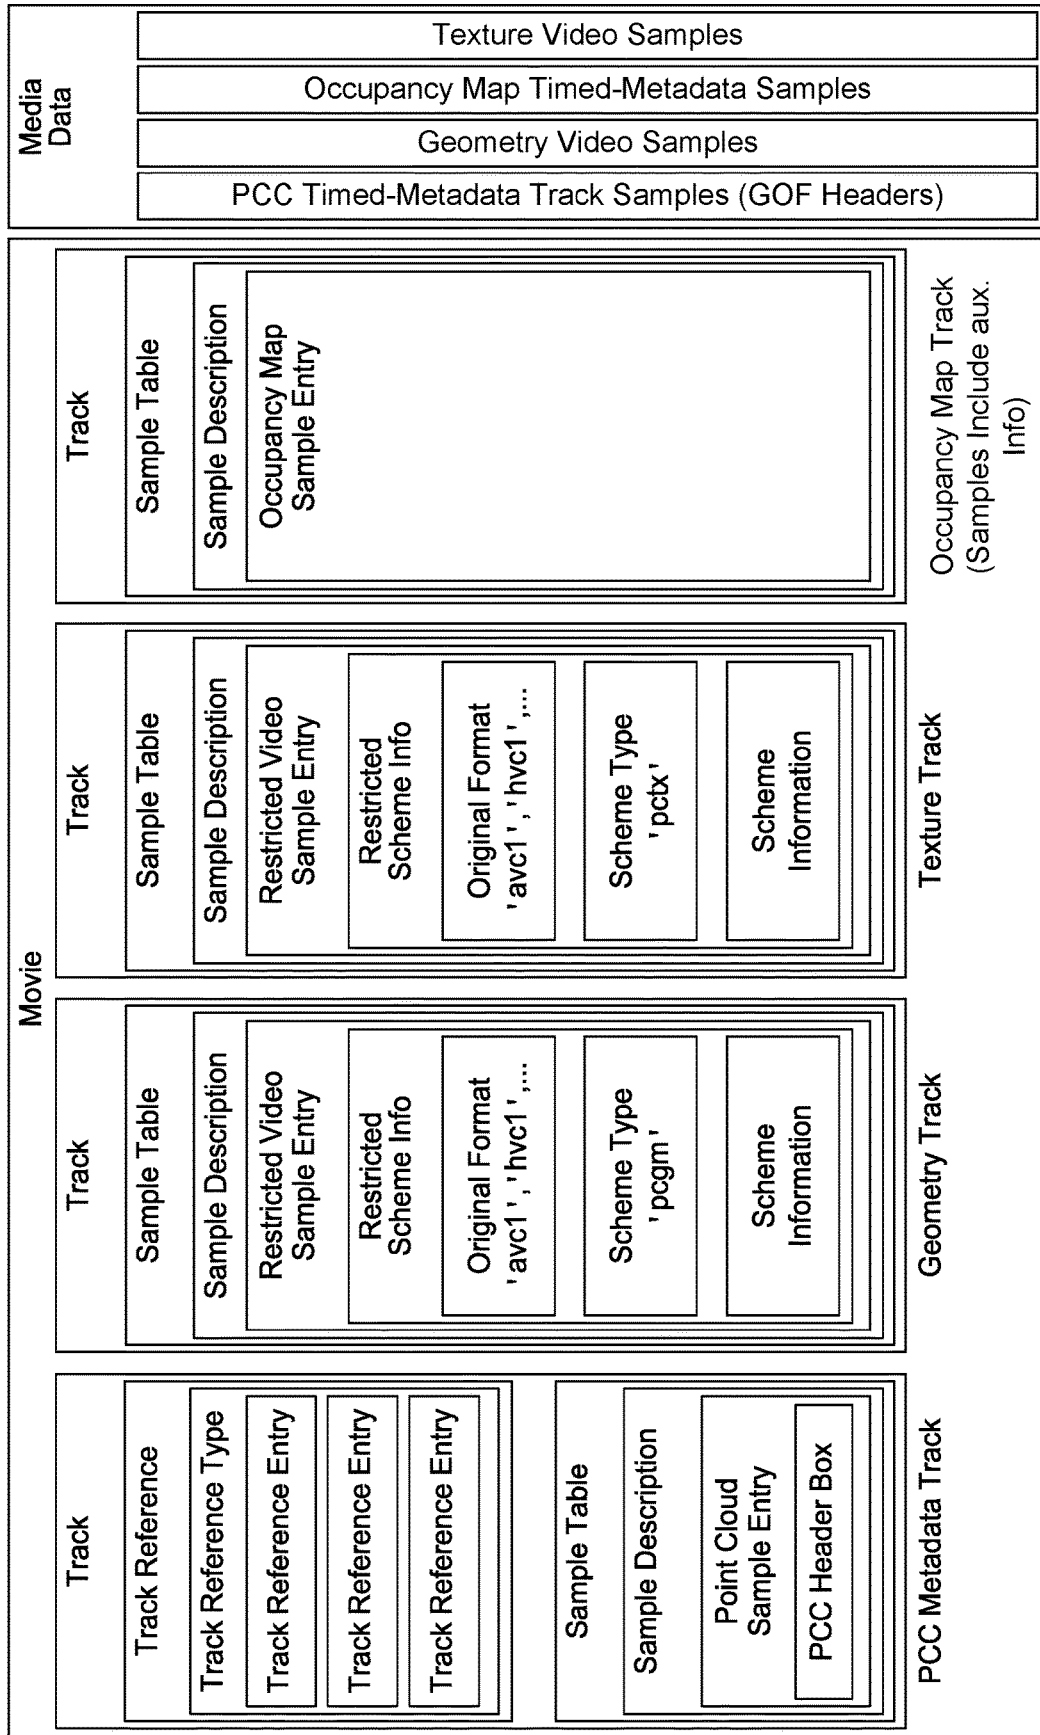 Movie
Track
Track Reference
Track Reference Type
Track Reference Entry
Track Reference Entry
Track Reference Entry
Sample Table
Sample Description
Point Cloud
Sample Entry
PCC Header Box
PCC Metadata Track
Track
Sample Table
Sample Description
Restricted Video
Sample Entry
Restricted
Scheme Info
Original Format
'avc1','hvc1',...
Scheme Type
'pcgm'
Scheme
Information
Geometry Track
Track
Sample Table
Sample Description
Restricted Video
Sample Entry
Restricted
Scheme Info
Original Format
'avc1','hvc1',...
Scheme Type
'pctx'
Scheme
Information
Texture Track
Track
Sample Table
Sample Description
Occupancy Map
Sample Entry
Occupancy Map Track
(Samples Include aux.
Info)
Media
Data
Texture Video Samples
Occupancy Map Timed-Metadata Samples
Geometry Video Samples
PCC Timed-Metadata Track Samples (GOF Headers)